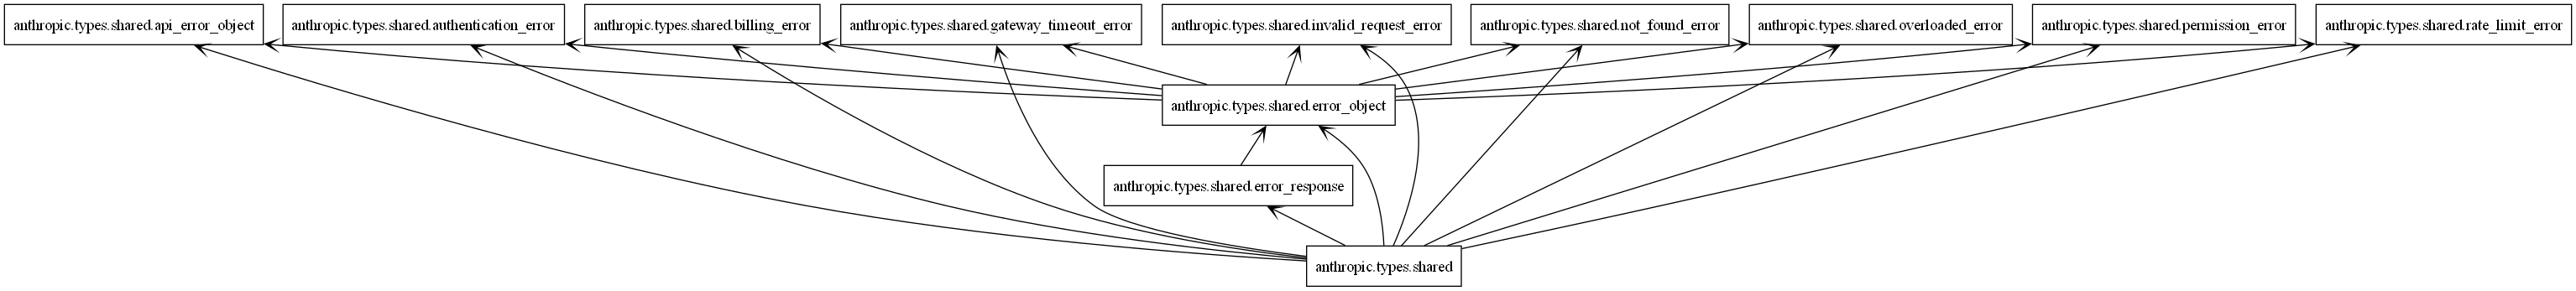 anthropic.types.shared.api_error_object
anthropic.types.shared.authentication_error
anthropic.types.shared.billing_error
anthropic.types.shared.gateway_timeout_error
anthropic.types.shared.invalid_request_error
anthropic.types.shared.not_found_error
anthropic.types.shared.overloaded_error
anthropic.types.shared.permission_error
anthropic.types.shared.rate_limit_error
anthropic.types.shared.error_object
anthropic.types.shared.error_response
anthropic.types.shared